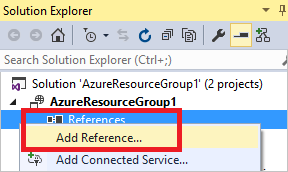 Solution Explorer
Search Solution Explorer (Ctrl+;)
Solution 'AzureResourceGroup1' (2 projects)
AzureResourceGroup1
References
Add Reference...
Add Connected Service...